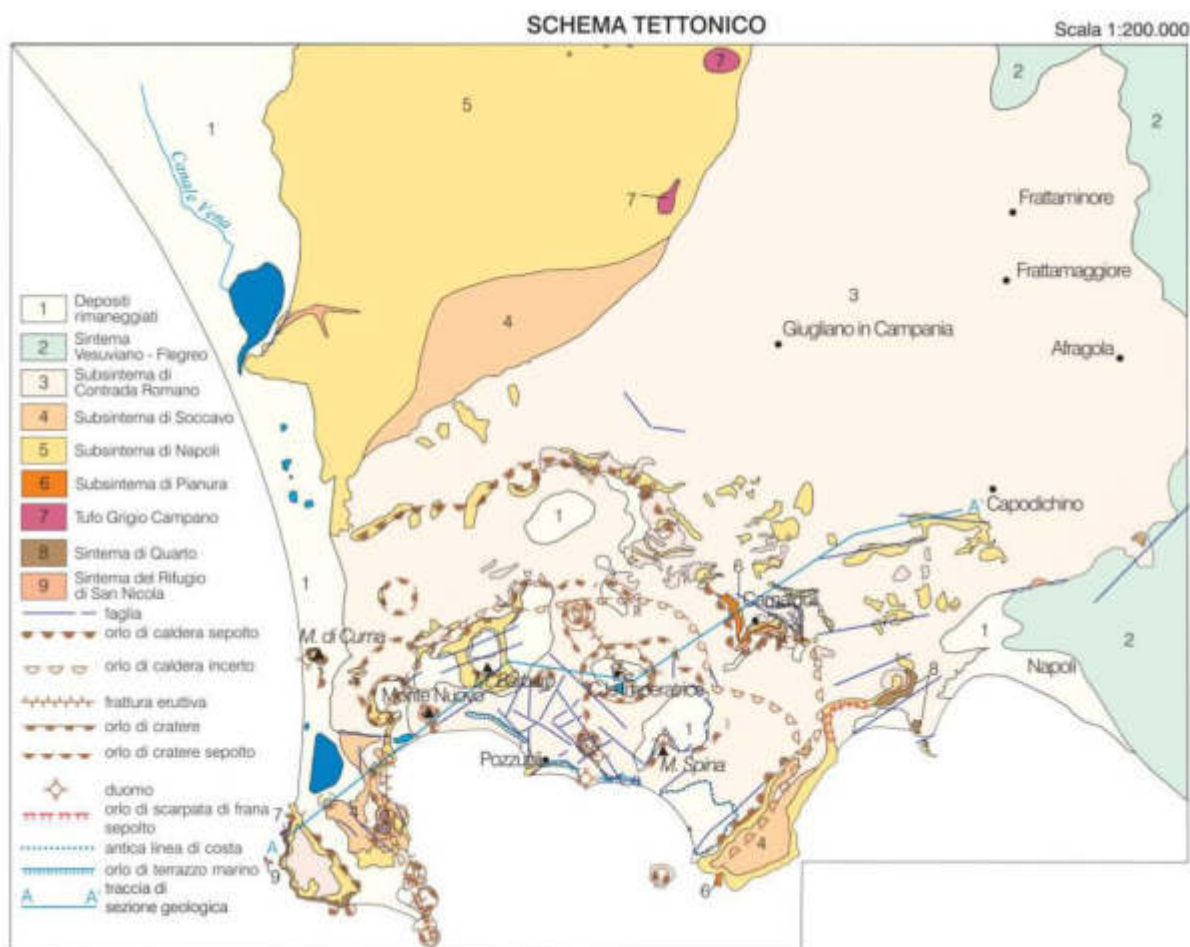 SCHEMA TETTONICO
Scala 1:200.000
7
2
5
2
1
Canale Vena
7
Frattaminore
Frattamaggiore
3
4
Giugliano in Campania
Afragola
1 Depositi rimaneggiati
2 Sintema Vesuviano - Flegreo
3 Subsintema di Contrada Romano
4 Subsintema di Soccavo
5 Subsintema di Napoli
6 Subsintema di Pianura
7 Tufo Grigio Campano
8 Sintema di Quarto
9 Sintema del Rifugio di San Nicola
faglia
orlo di caldera sepolto
orlo di caldera incerto
frattura eruttiva
orlo di cratere
orlo di cratere sepolto
duomo
orlo di scarpata di frana sepolto
antica linea di costa
orlo di terrazzo marino
A A' traccia di sezione geologica
Capodichino
A'
1
1
6
M. di Cuma
1
Napoli
2
8
Monte Nuovo
1
Pozzuoli
M. Spina
7
A
9
4
6